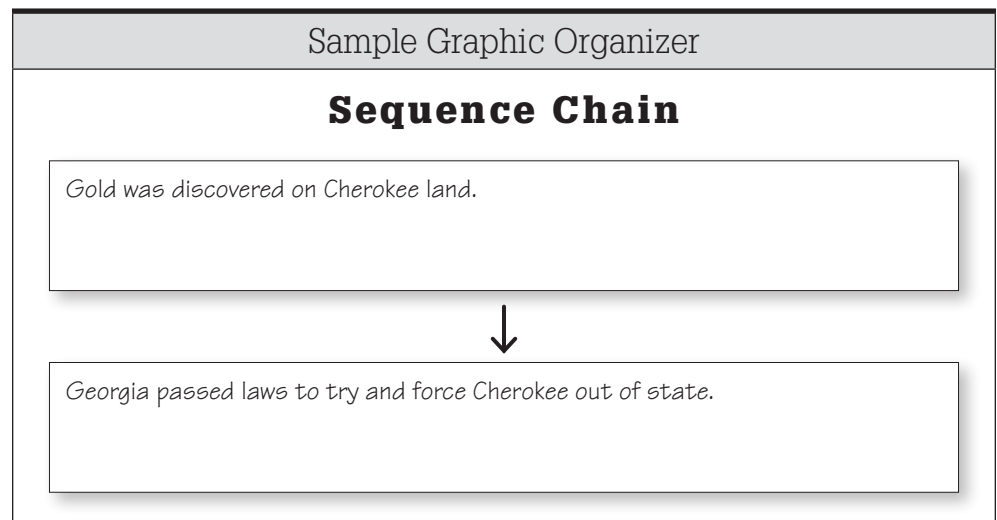 Sample Graphic Organizer
Sequence Chain
Gold was discovered on Cherokee land.
Georgia passed laws to try and force Cherokee out of state.